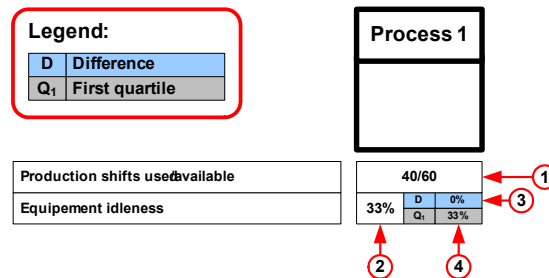 Legend:
D Difference
Q₁ First quartile
Process 1
Production shifts used/available 40/60
Equipement idleness 33% D 0%
Q₁ 33%
1
3
2
4